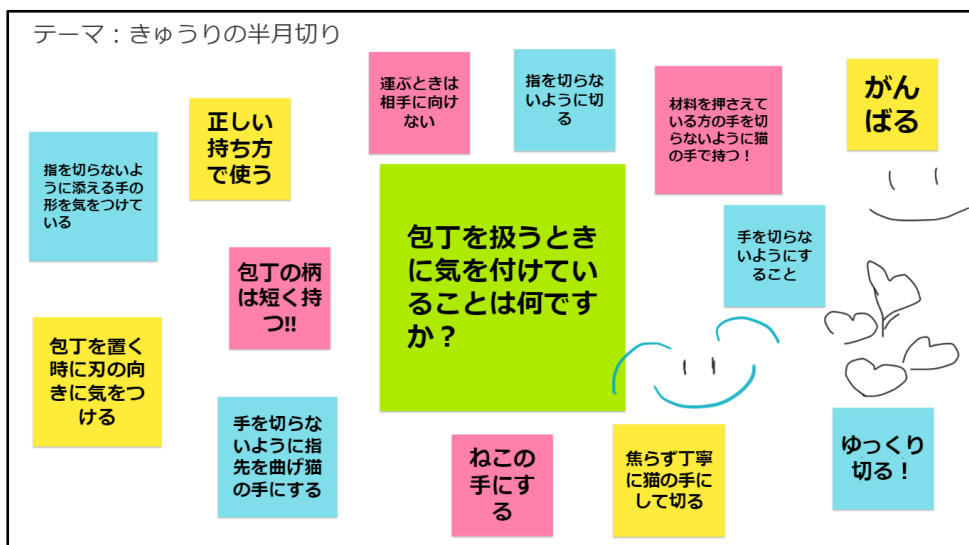 テーマ：きゅうりの半月切り
運ぶときは
相手に向け
ない
指を切らな
いように切
る
材料を押さえて
いる方の手を切
らないように猫
の手で持つ！
がん
ばる
正しい
持ち方
で使う
指を切らないよ
うに添える手の
形を気をつけて
いる
包丁を扱うとき
に気を付けてい
ることは何です
か？
手を切らな
いようにす
ること
包丁の柄
は短く持
つ!!
包丁を置く
時に刃の向
きに気をつ
ける
手を切らな
いように指
先を曲げ猫
の手にする
ねこの
手にす
る
焦らず丁寧
に猫の手に
して切る
ゆっくり
切る！